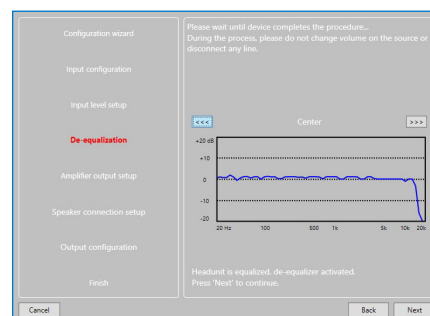 Configuration wizard
Input configuration
Input level setup
De-equalization
Amplifier output setup
Speaker connection setup
Output configuration
Finish
Please wait until device completes the procedure...
During the process, please do not change volume on the source or
disconnect any line.
<<<
Center
>>>
+20 dB
+10
0
-10
-20
20 Hz 100 500 1k 5k 10k 20k
Headunit is equalized, de-equalizer activated.
Press 'Next' to continue.
Cancel
Back
Next